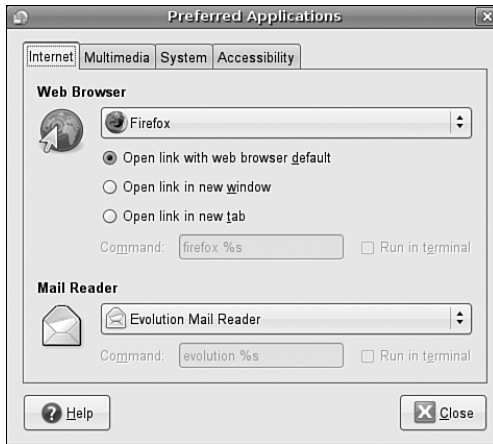 Preferred Applications
Internet Multimedia System Accessibility
Web Browser
Firefox
Open link with web browser default
Open link in new window
Open link in new tab
Command: firefox %s Run in terminal
Mail Reader
Evolution Mail Reader
Command: evolution %s Run in terminal
Help Close